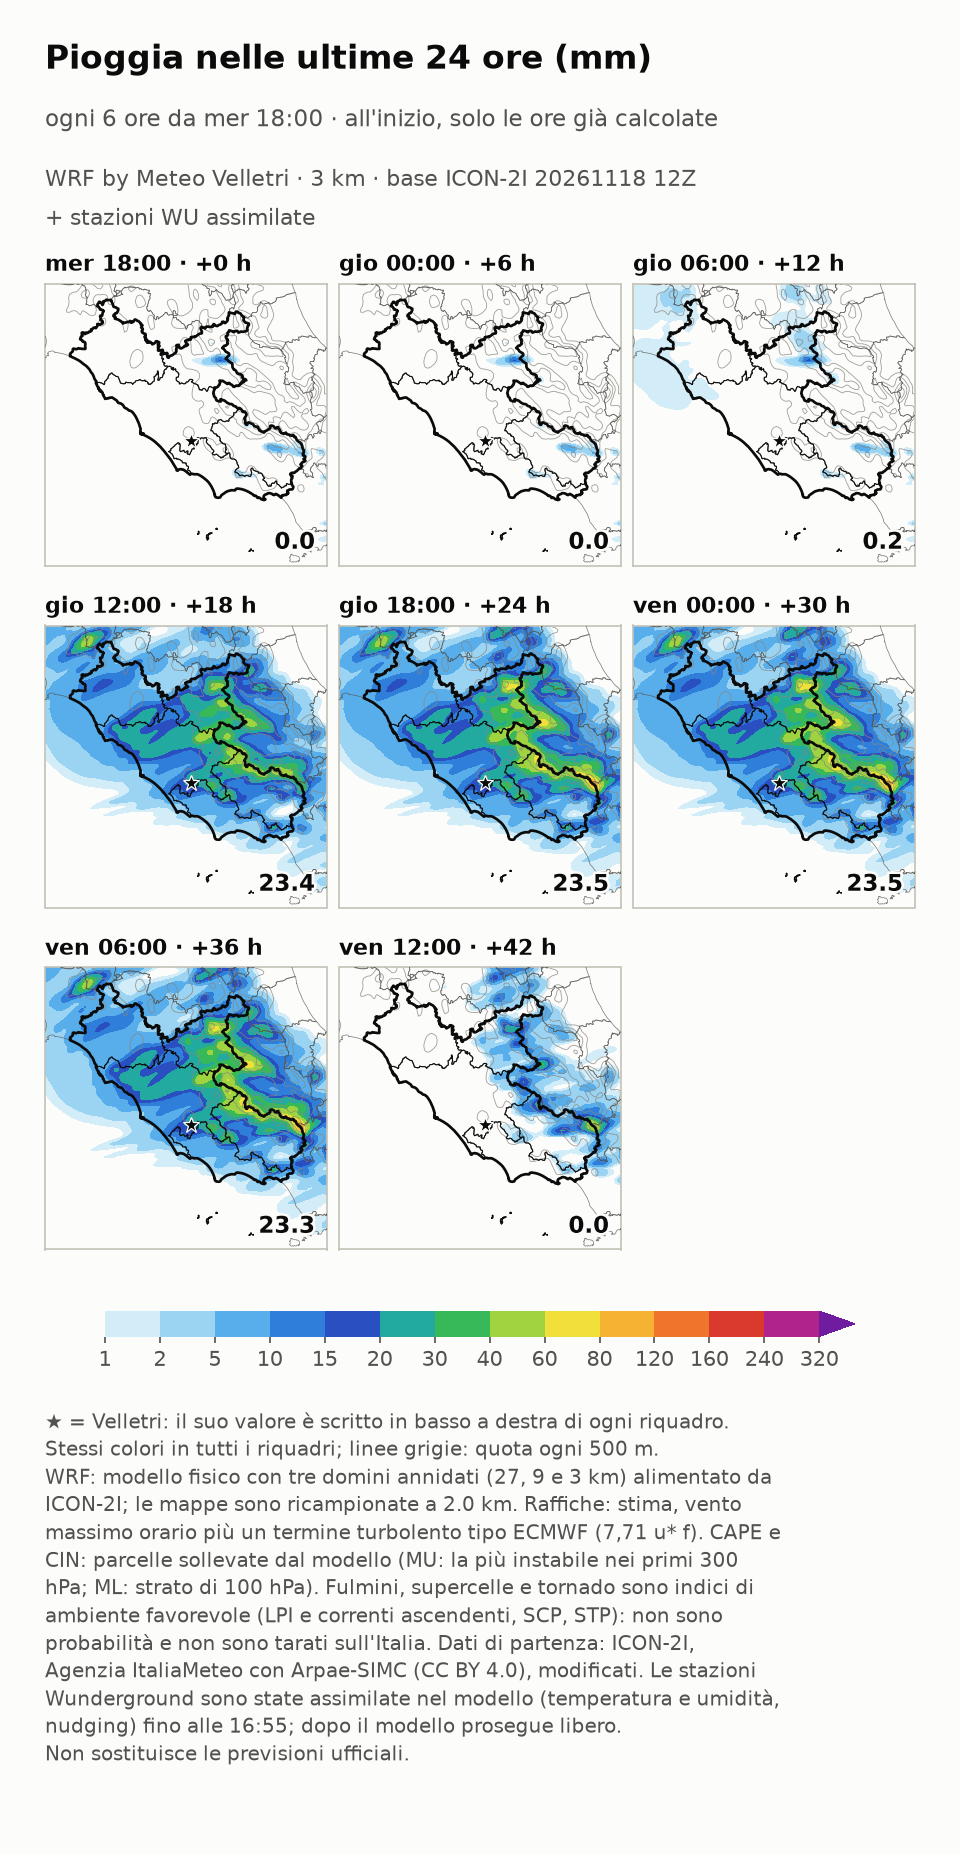 Pioggia nelle ultime 24 ore (mm)
ogni 6 ore da mer 18:00 · all'inizio, solo le ore già calcolate
WRF by Meteo Velletri · 3 km · base ICON-2I 20261118 12Z
+ stazioni WU assimilate
mer 18:00 · +0 h
gio 00:00 · +6 h
gio 06:00 · +12 h
0.0
0.0
0.2
gio 12:00 · +18 h
gio 18:00 · +24 h
ven 00:00 · +30 h
23.4
23.5
23.5
ven 06:00 · +36 h
ven 12:00 · +42 h
23.3
0.0
1 2 5 10 15 20 30 40 60 80 120 160 240 320
★ = Velletri: il suo valore è scritto in basso a destra di ogni riquadro.
Stessi colori in tutti i riquadri; linee grigie: quota ogni 500 m.
WRF: modello fisico con tre domini annidati (27, 9 e 3 km) alimentato da
ICON-2I; le mappe sono ricampionate a 2.0 km. Raffiche: stima, vento
massimo orario più un termine turbolento tipo ECMWF (7,71 u* f). CAPE e
CIN: parcelle sollevate dal modello (MU: la più instabile nei primi 300
hPa; ML: strato di 100 hPa). Fulmini, supercelle e tornado sono indici di
ambiente favorevole (LPI e correnti ascendenti, SCP, STP): non sono
probabilità e non sono tarati sull'Italia. Dati di partenza: ICON-2I,
Agenzia ItaliaMeteo con Arpae-SIMC (CC BY 4.0), modificati. Le stazioni
Wunderground sono state assimilate nel modello (temperatura e umidità,
nudging) fino alle 16:55; dopo il modello prosegue libero.
Non sostituisce le previsioni ufficiali.